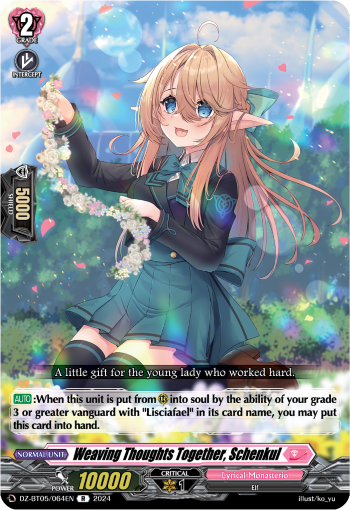 2
GRADE
INTERCEPT
5000
SHIELD
A little gift for the young lady who worked hard.
AUTO :When this unit is put from RC into soul by the ability of your grade
3 or greater vanguard with "Lisciafael" in its card name, you may put
this card into hand.
NORMAL UNIT
Weaving Thoughts Together, Schenkul
POWER 10000
CRITICAL
1
Lyrical Monasterio
Elf
DZ-BT05/064EN R 2024
illust/ko_yu